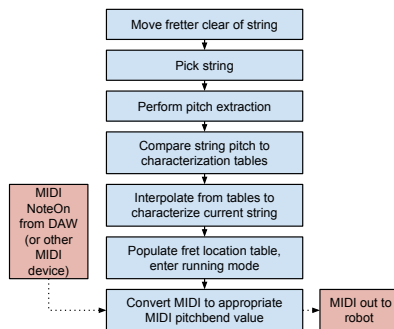 Move fretter clear of string
Pick string
Perform pitch extraction
Compare string pitch to
characterization tables
Interpolate from tables to
characterize current string
Populate fret location table,
enter running mode
MIDI
NoteOn
from DAW
(or other
MIDI
device)
Convert MIDI to appropriate
MIDI pitchbend value
MIDI out to
robot